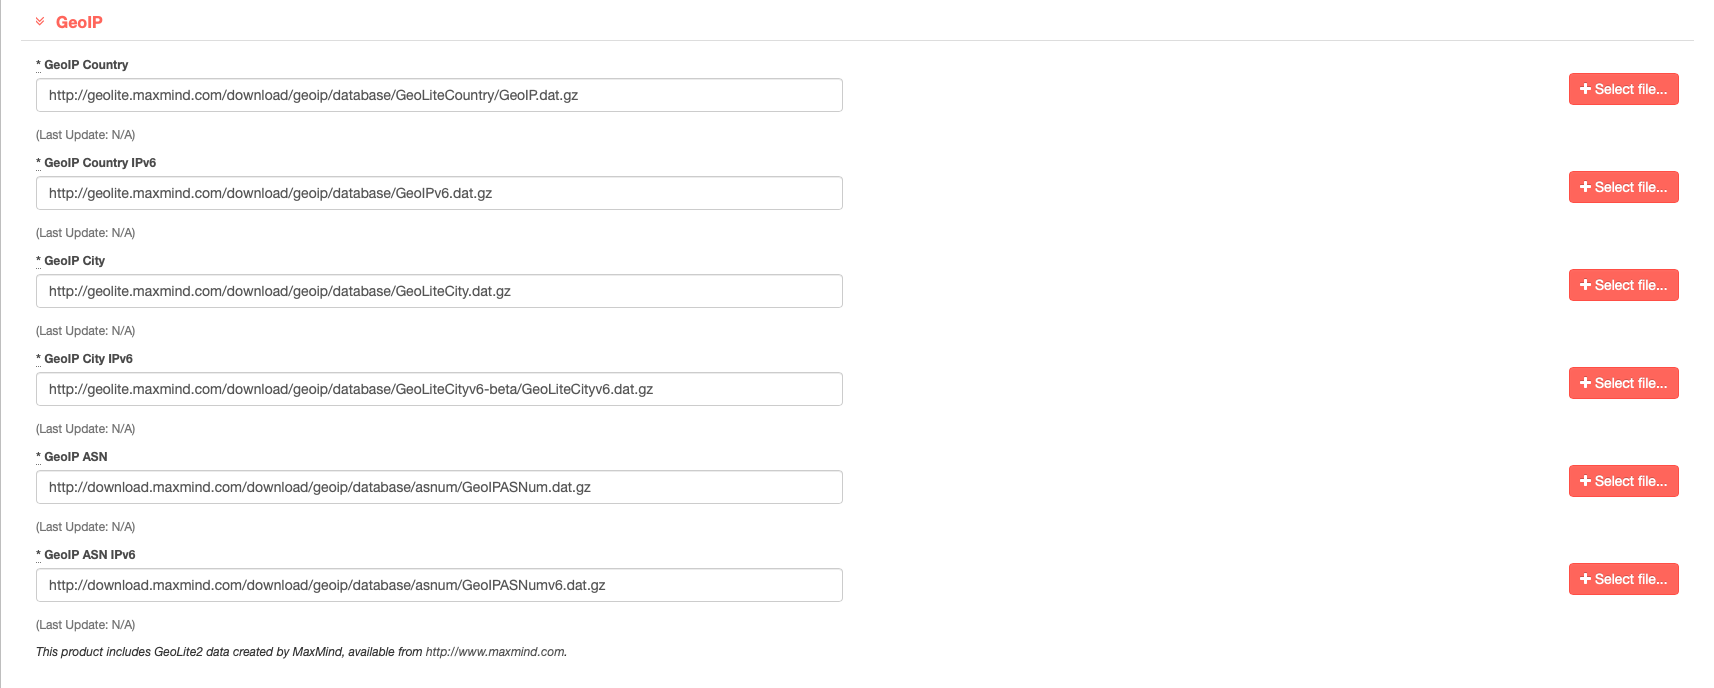 GeoIP
* GeoIP Country
http://geolite.maxmind.com/download/geoip/database/GeoLiteCountry/GeoIP.dat.gz
+ Select file...
(Last Update: N/A)
* GeoIP Country IPv6
http://geolite.maxmind.com/download/geoip/database/GeoIPv6.dat.gz
+ Select file...
(Last Update: N/A)
* GeoIP City
http://geolite.maxmind.com/download/geoip/database/GeoLiteCity.dat.gz
+ Select file...
(Last Update: N/A)
* GeoIP City IPv6
http://geolite.maxmind.com/download/geoip/database/GeoLiteCityv6-beta/GeoLiteCityv6.dat.gz
+ Select file...
(Last Update: N/A)
* GeoIP ASN
http://download.maxmind.com/download/geoip/database/asnum/GeoIPASNum.dat.gz
+ Select file...
(Last Update: N/A)
* GeoIP ASN IPv6
http://download.maxmind.com/download/geoip/database/asnum/GeoIPASNumv6.dat.gz
+ Select file...
(Last Update: N/A)
This product includes GeoLite2 data created by MaxMind, available from http://www.maxmind.com.